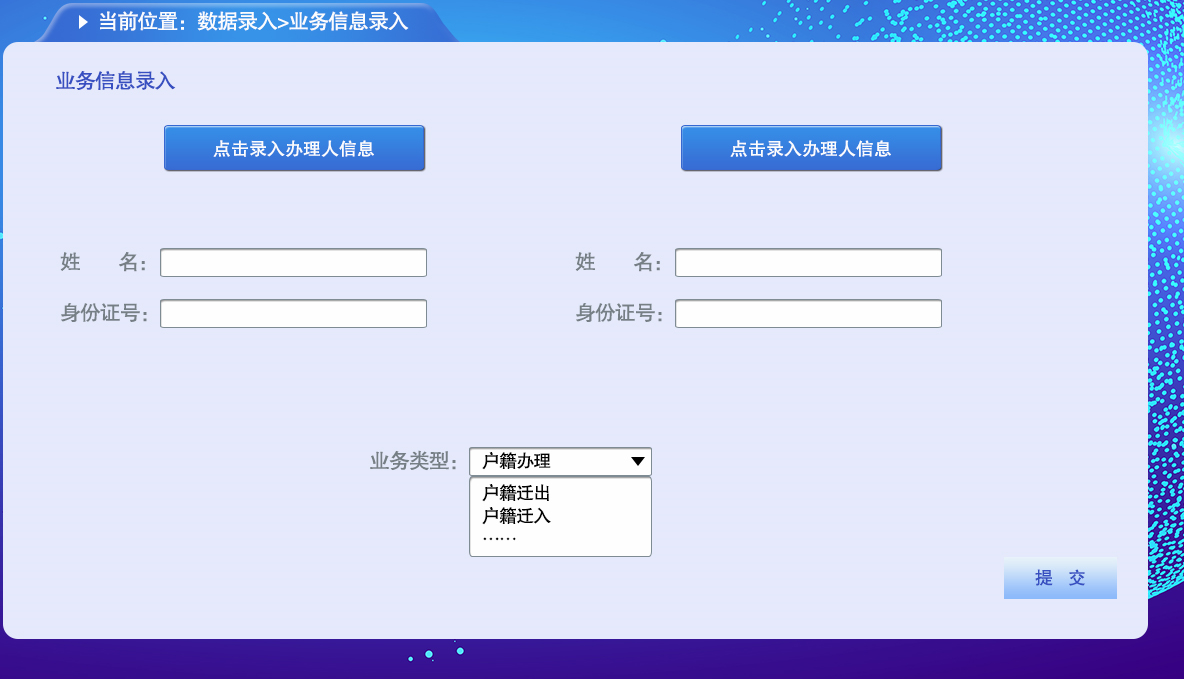 当前位置：数据录入>业务信息录入
业务信息录入
点击录入办理人信息
点击录入办理人信息
姓 名：
姓 名：
身份证号：
身份证号：
业务类型：
户籍办理
户籍迁出
户籍迁入
……
提 交